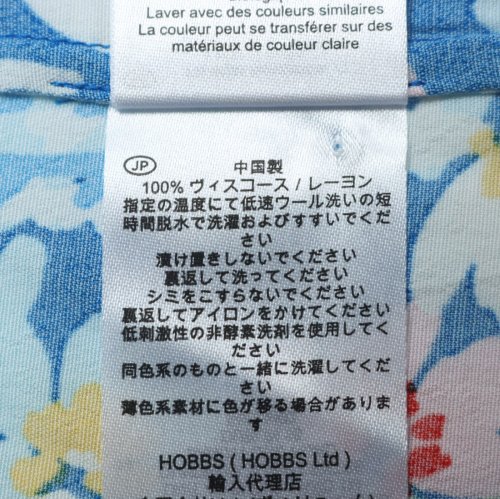 Laver avec des couleurs similaires
La couleur peut se transférer sur des
matériaux de couleur claire
JP
中国製
100% ヴィスコース / レーヨン
指定の温度にて低速ウール洗いの短
時間脱水で洗濯およびすすいでくだ
さい
漬け置きしないでください
裏返して洗ってください
シミをこすらないでください
裏返してアイロンをかけてください
低刺激性の非酵素洗剤を使用してく
ださい
同色系のものと一緒に洗濯してくだ
さい
薄色系素材に色が移る場合がありま
す
HOBBS ( HOBBS Ltd )
輸入代理店